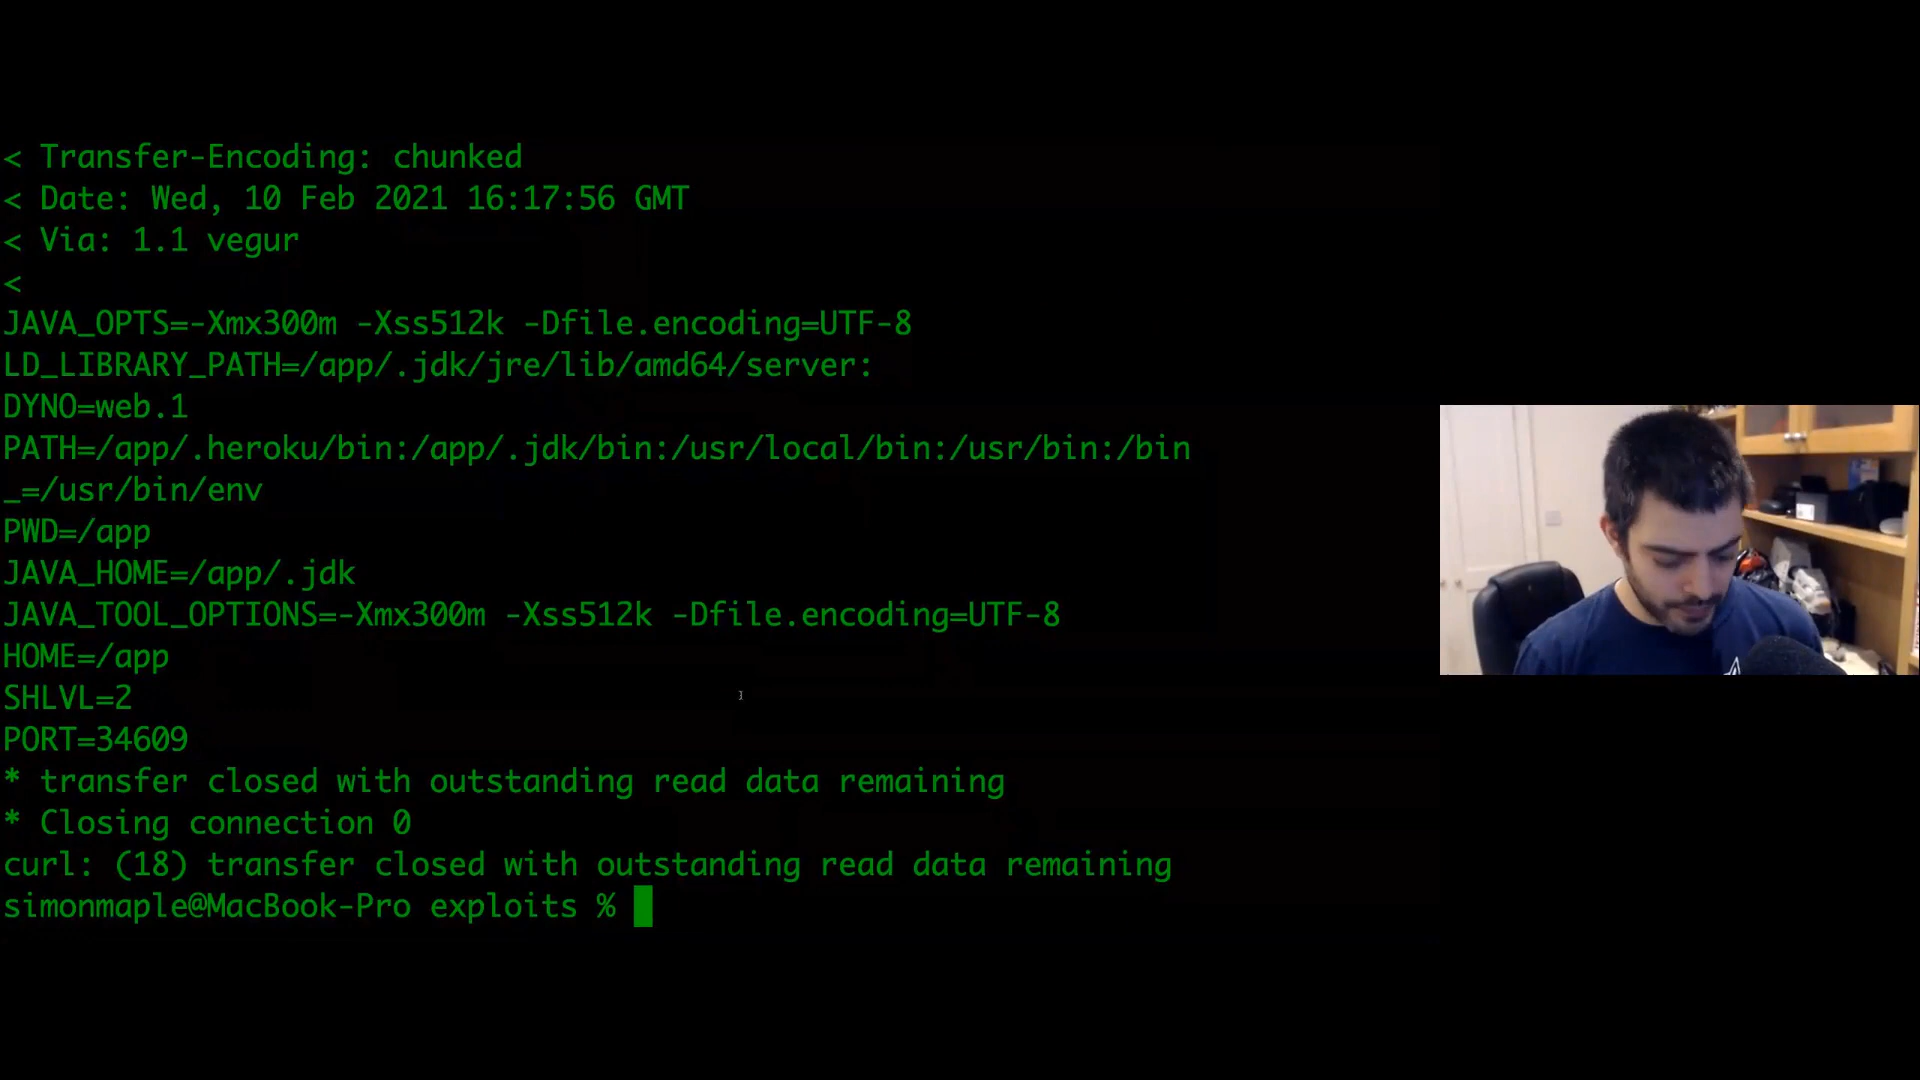 < Transfer-Encoding: chunked
< Date: Wed, 10 Feb 2021 16:17:56 GMT
< Via: 1.1 vegur
<
JAVA_OPTS=-Xmx300m -Xss512k -Dfile.encoding=UTF-8
LD_LIBRARY_PATH=/app/.jdk/jre/lib/amd64/server:
DYNO=web.1
PATH=/app/.heroku/bin:/app/.jdk/bin:/usr/local/bin:/usr/bin:/bin
_=/usr/bin/env
PWD=/app
JAVA_HOME=/app/.jdk
JAVA_TOOL_OPTIONS=-Xmx300m -Xss512k -Dfile.encoding=UTF-8
HOME=/app
SHLVL=2
PORT=34609
* transfer closed with outstanding read data remaining
* Closing connection 0
curl: (18) transfer closed with outstanding read data remaining
simonmaple@MacBook-Pro exploits %